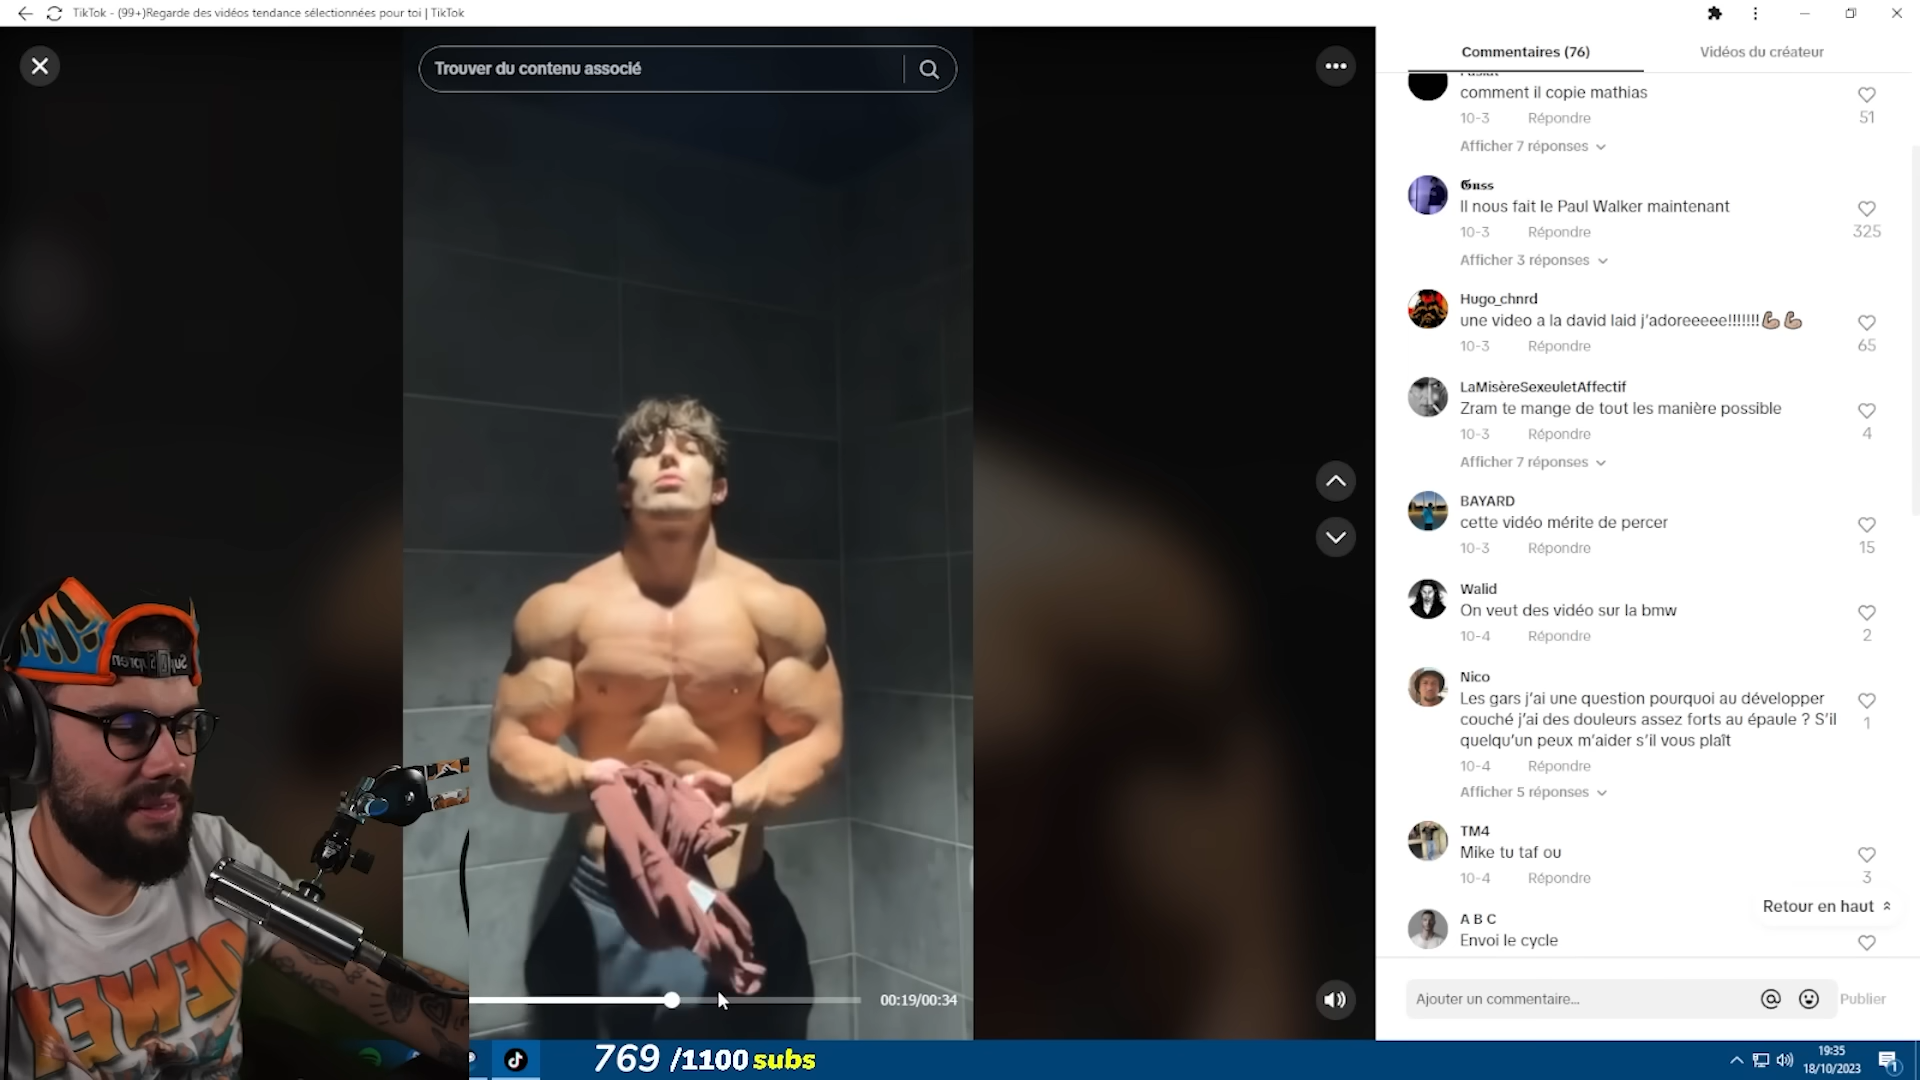 TikTok - (99+)Regarde des vidéos tendance sélectionnées pour toi | TikTok
Trouver du contenu associé
Commentaires (76)
Vidéos du créateur
comment il copie mathias
10-3 Répondre
51
Afficher 7 réponses
𝕲𝖚𝖘𝖘
Il nous fait le Paul Walker maintenant
10-3 Répondre
325
Afficher 3 réponses
Hugo_chnrd
une video a la david laid j'adoreeeee!!!!!!!💪🏼💪🏼
10-3 Répondre
65
LaMisèreSexeuletAffectif
Zram te mange de tout les manière possible
10-3 Répondre
4
Afficher 7 réponses
BAYARD
cette vidéo mérite de percer
10-3 Répondre
15
Walid
On veut des vidéo sur la bmw
10-4 Répondre
2
Nico
Les gars j'ai une question pourquoi au développer
couché j'ai des douleurs assez forts au épaule ? S'il
quelqu'un peux m'aider s'il vous plaît
10-4 Répondre
1
Afficher 5 réponses
TM4
Mike tu taf ou
10-4 Répondre
3
Retour en haut
A B C
Envoi le cycle
Ajouter un commentaire...
Publier
00:19/00:34
769 /1100 subs
19:35
18/10/2023
1